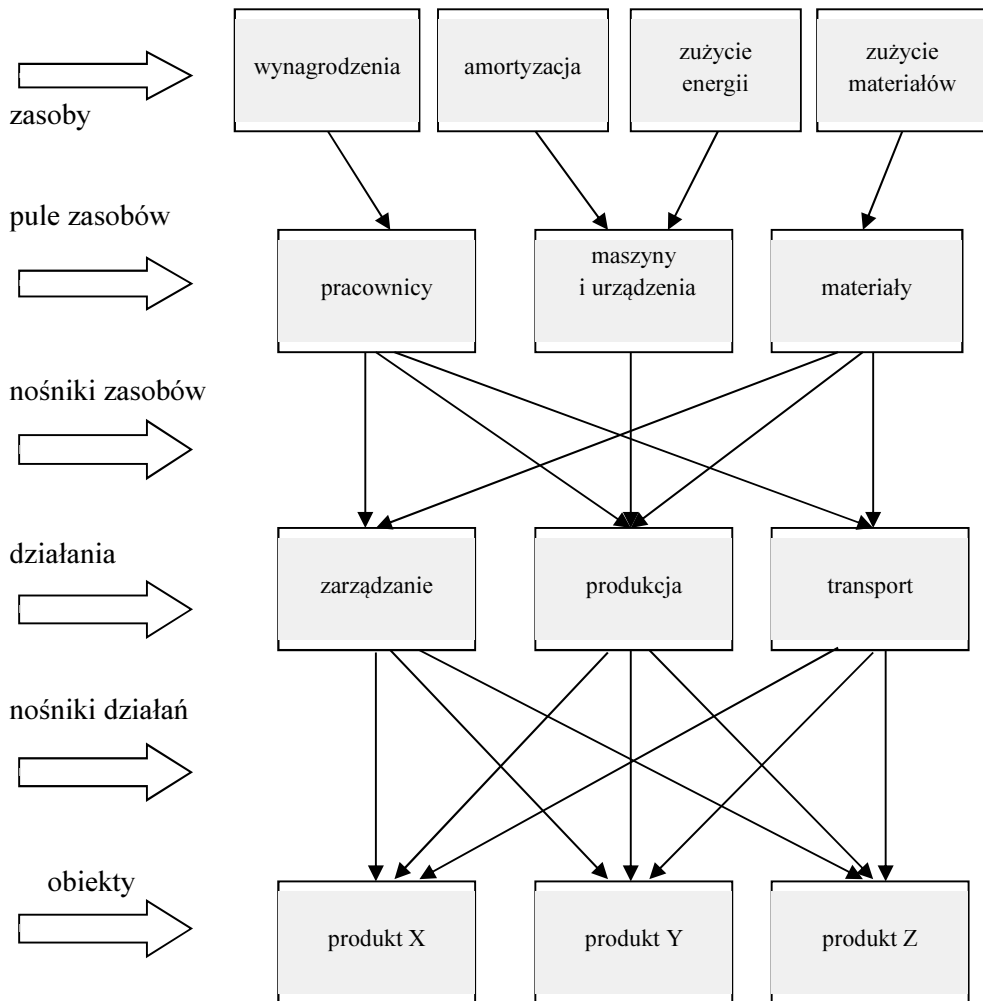 wynagrodzenia
amortyzacja
zużycie
energii
zużycie
materiałów
zasoby
pule zasobów
pracownicy
maszyny
i urządzenia
materiały
nośniki zasobów
działania
zarządzanie
produkcja
transport
nośniki działań
obiekty
produkt X
produkt Y
produkt Z